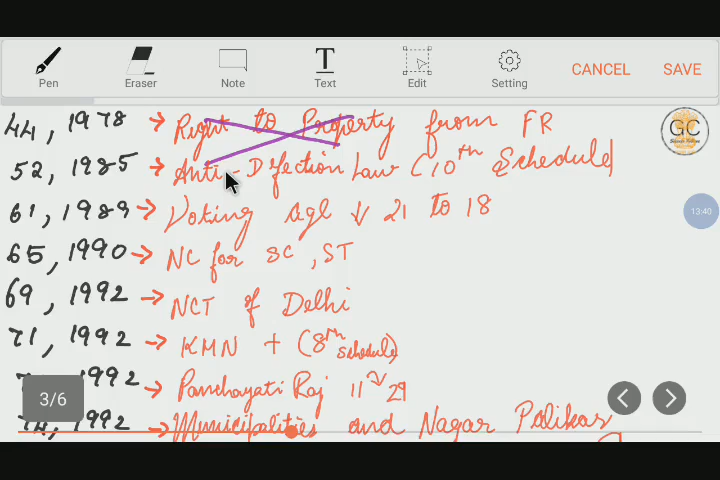 Pen Eraser Note Text Edit Setting CANCEL SAVE
44, 1978 → Right to Property from FR
GC
52, 1985 → Anti-Defection Law (10th Schedule)
61, 1989 → Voting age ↓ 21 to 18
13:40
65, 1990 → NC for SC, ST
69, 1992 → NCT of Delhi
71, 1992 → KMN + (8th schedule)
1992 → Panchayati Raj 11 29
3/6
74, 1992 → Municipalities and Nagar Palikas